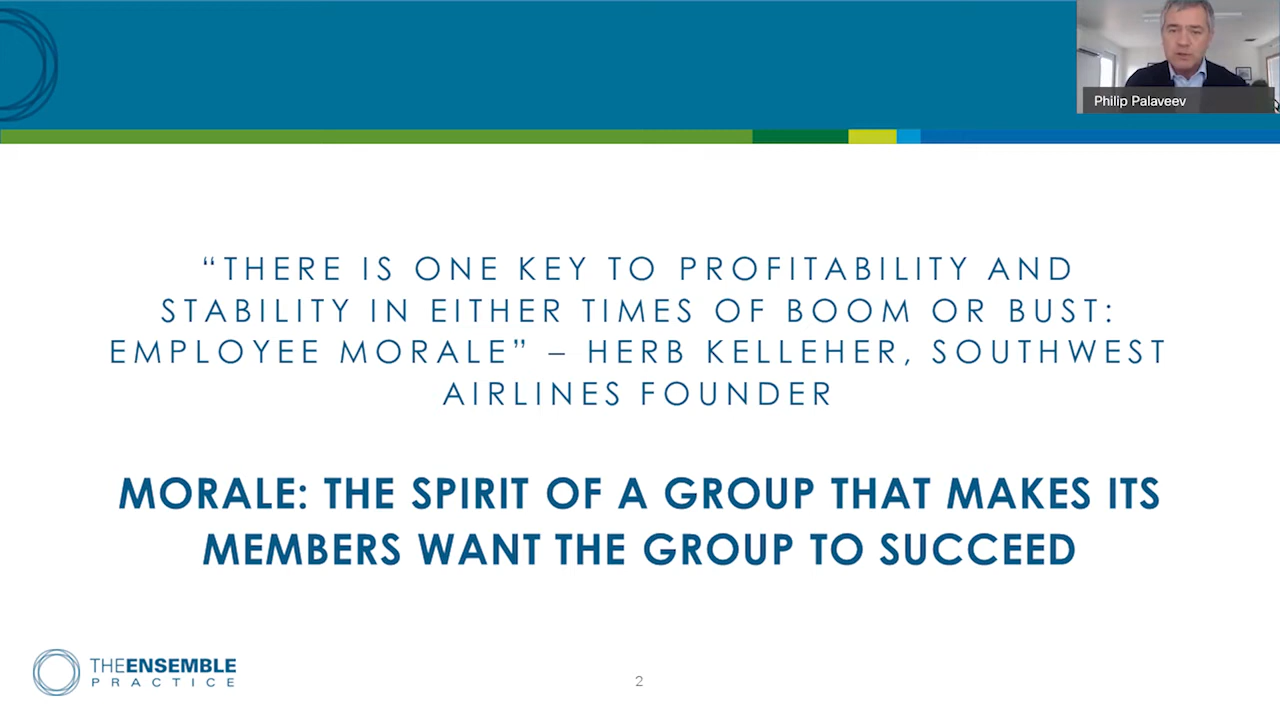 Philip Palaveev
“THERE IS ONE KEY TO PROFITABILITY AND
STABILITY IN EITHER TIMES OF BOOM OR BUST:
EMPLOYEE MORALE” – HERB KELLEHER, SOUTHWEST
AIRLINES FOUNDER
MORALE: THE SPIRIT OF A GROUP THAT MAKES ITS
MEMBERS WANT THE GROUP TO SUCCEED
THEENSEMBLE
PRACTICE
2